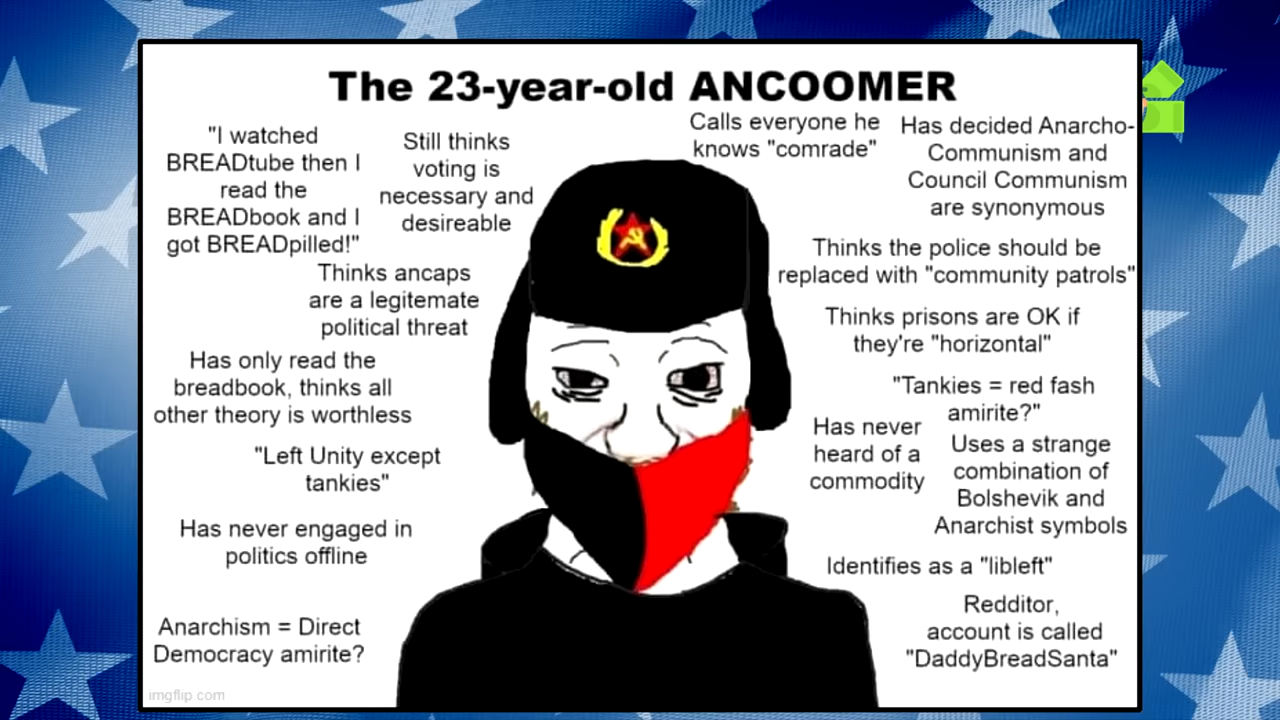 The 23-year-old ANCOOMER
"I watched
BREADtube then I
read the
BREADbook and I
got BREADpilled!"
Still thinks
voting is
necessary and
desireable
Calls everyone he
knows "comrade"
Has decided Anarcho-
Communism and
Council Communism
are synonymous
Thinks ancaps
are a legitemate
political threat
Thinks the police should be
replaced with "community patrols"
Thinks prisons are OK if
they're "horizontal"
Has only read the
breadbook, thinks all
other theory is worthless
"Tankies = red fash
amirite?"
Has never
heard of a
commodity
Uses a strange
combination of
Bolshevik and
Anarchist symbols
"Left Unity except
tankies"
Has never engaged in
politics offline
Identifies as a "libleft"
Anarchism = Direct
Democracy amirite?
Redditor,
account is called
"DaddyBreadSanta"
imgflip.com